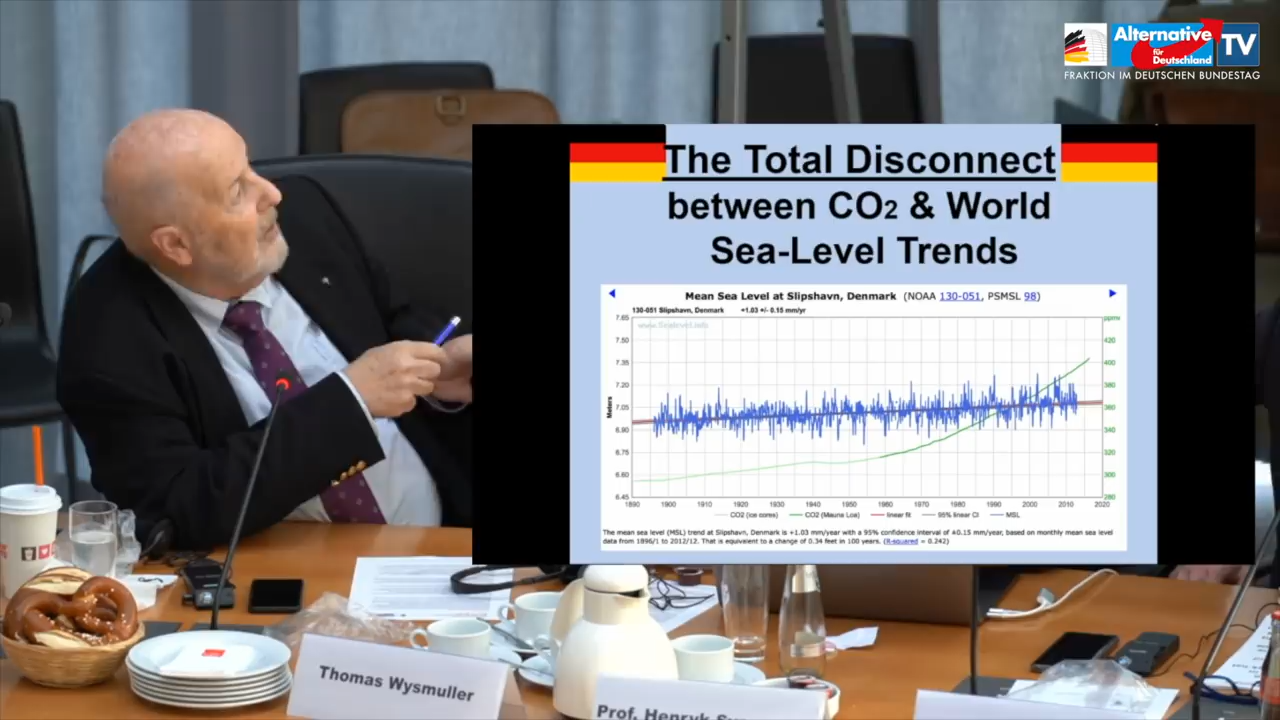 Alternative
für
Deutschland
TV
FRAKTION IM DEUTSCHEN BUNDESTAG
The Total Disconnect
between CO2 & World
Sea-Level Trends
Mean Sea Level at Slipshavn, Denmark (NOAA 130-051, PSMSL 98)
130-051 Slipshavn, Denmark +1.03 +/- 0.15 mm/yr
7.65
7.50
7.35
7.20
7.05
6.90
6.75
6.60
6.45
Meters
www.SeaLevel.info
ppmv
420
400
380
360
340
320
300
280
1890 1900 1910 1920 1930 1940 1950 1960 1970 1980 1990 2000 2010 2020
CO2 (ice cores) CO2 (Mauna Loa) linear fit 95% linear CI MSL
The mean sea level (MSL) trend at Slipshavn, Denmark is +1.03 mm/year with a 95% confidence interval of ±0.15 mm/year, based on monthly mean sea level
data from 1896/1 to 2012/12. That is equivalent to a change of 0.34 feet in 100 years. (R-squared = 0.242)
Thomas Wysmuller
Prof. Henryk